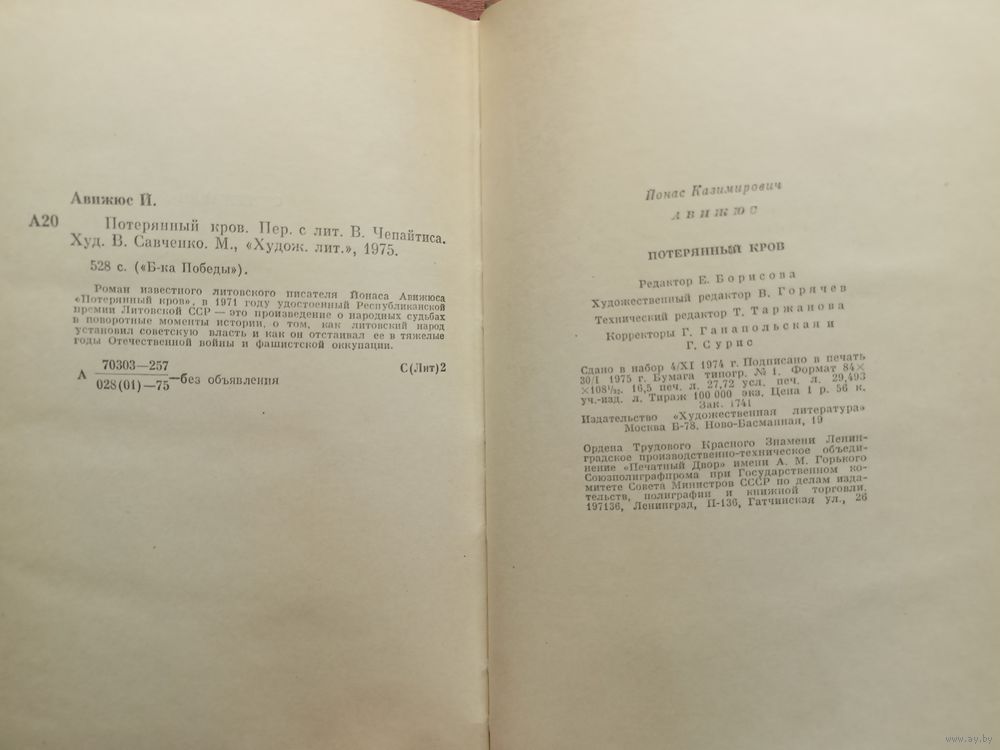 Авижюс Й.
А20
Потерянный кров. Пер. с лит. В. Чепайтиса.
Худ. В. Савченко. М., «Худож. лит.», 1975.
528 с. («Б-ка Победы»).
Роман известного литовского писателя Йонаса Авижюса
«Потерянный кров», в 1971 году удостоенный Республиканской
премии Литовской ССР — это произведение о народных судьбах
в поворотные моменты истории, о том, как литовский народ
установил советскую власть и как он отстаивал ее в тяжелые
годы Отечественной войны и фашистской оккупации.
А 70303—257
028(01)—75 —без объявления
С(Лит)2
Йонас Казимирович
АВИЖЮС
ПОТЕРЯННЫЙ КРОВ
Редактор Е. Борисова
Художественный редактор В. Горячев
Технический редактор Т. Таржанова
Корректоры Г. Ганапольская и
Г. Сурис
Сдано в набор 4/XI 1974 г. Подписано в печать
30/I 1975 г. Бумага типогр. № 1. Формат 84×
×108¹/₃₂. 16,5 печ. л. 27,72 усл. печ. л. 29,493
уч.-изд. л. Тираж 100 000 экз. Цена 1 р. 56 к.
Зак. 1741
Издательство «Художественная литература»
Москва Б-78, Ново-Басманная, 19
Ордена Трудового Красного Знамени Ленин-
градское производственно-техническое объеди-
нение «Печатный Двор» имени А. М. Горького
Союзполиграфпрома при Государственном ко-
митете Совета Министров СССР по делам изда-
тельств, полиграфии и книжной торговли.
197136, Ленинград, П-136, Гатчинская ул., 26
www.ay.by